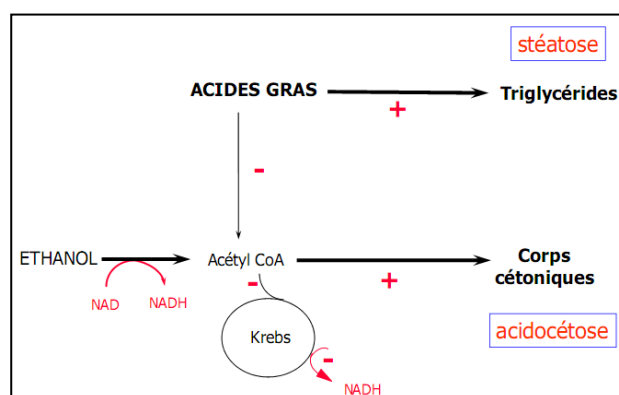 stéatose
ACIDES GRAS
+
Triglycérides
-
ETHANOL
Acétyl CoA
+
Corps
cétoniques
NAD
NADH
-
Krebs
-
NADH
acidocétose